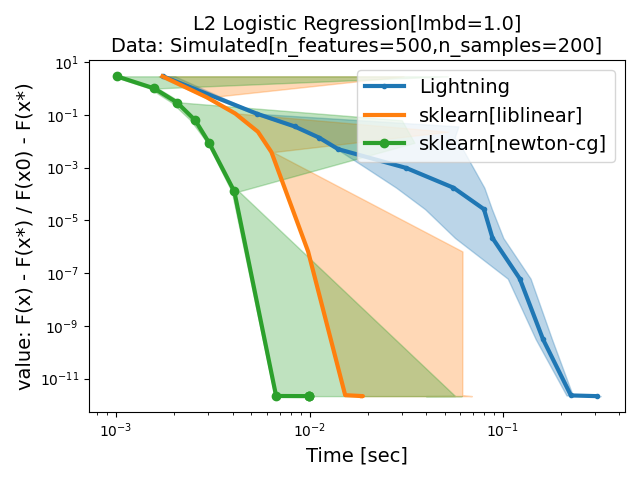 L2 Logistic Regression[lmbd=1.0]
Data: Simulated[n_features=500,n_samples=200]
value: F(x) - F(x*) / F(x0) - F(x*)
10¹
10⁻¹
10⁻³
10⁻⁵
10⁻⁷
10⁻⁹
10⁻¹¹
Lightning
sklearn[liblinear]
sklearn[newton-cg]
10⁻³
10⁻²
10⁻¹
Time [sec]